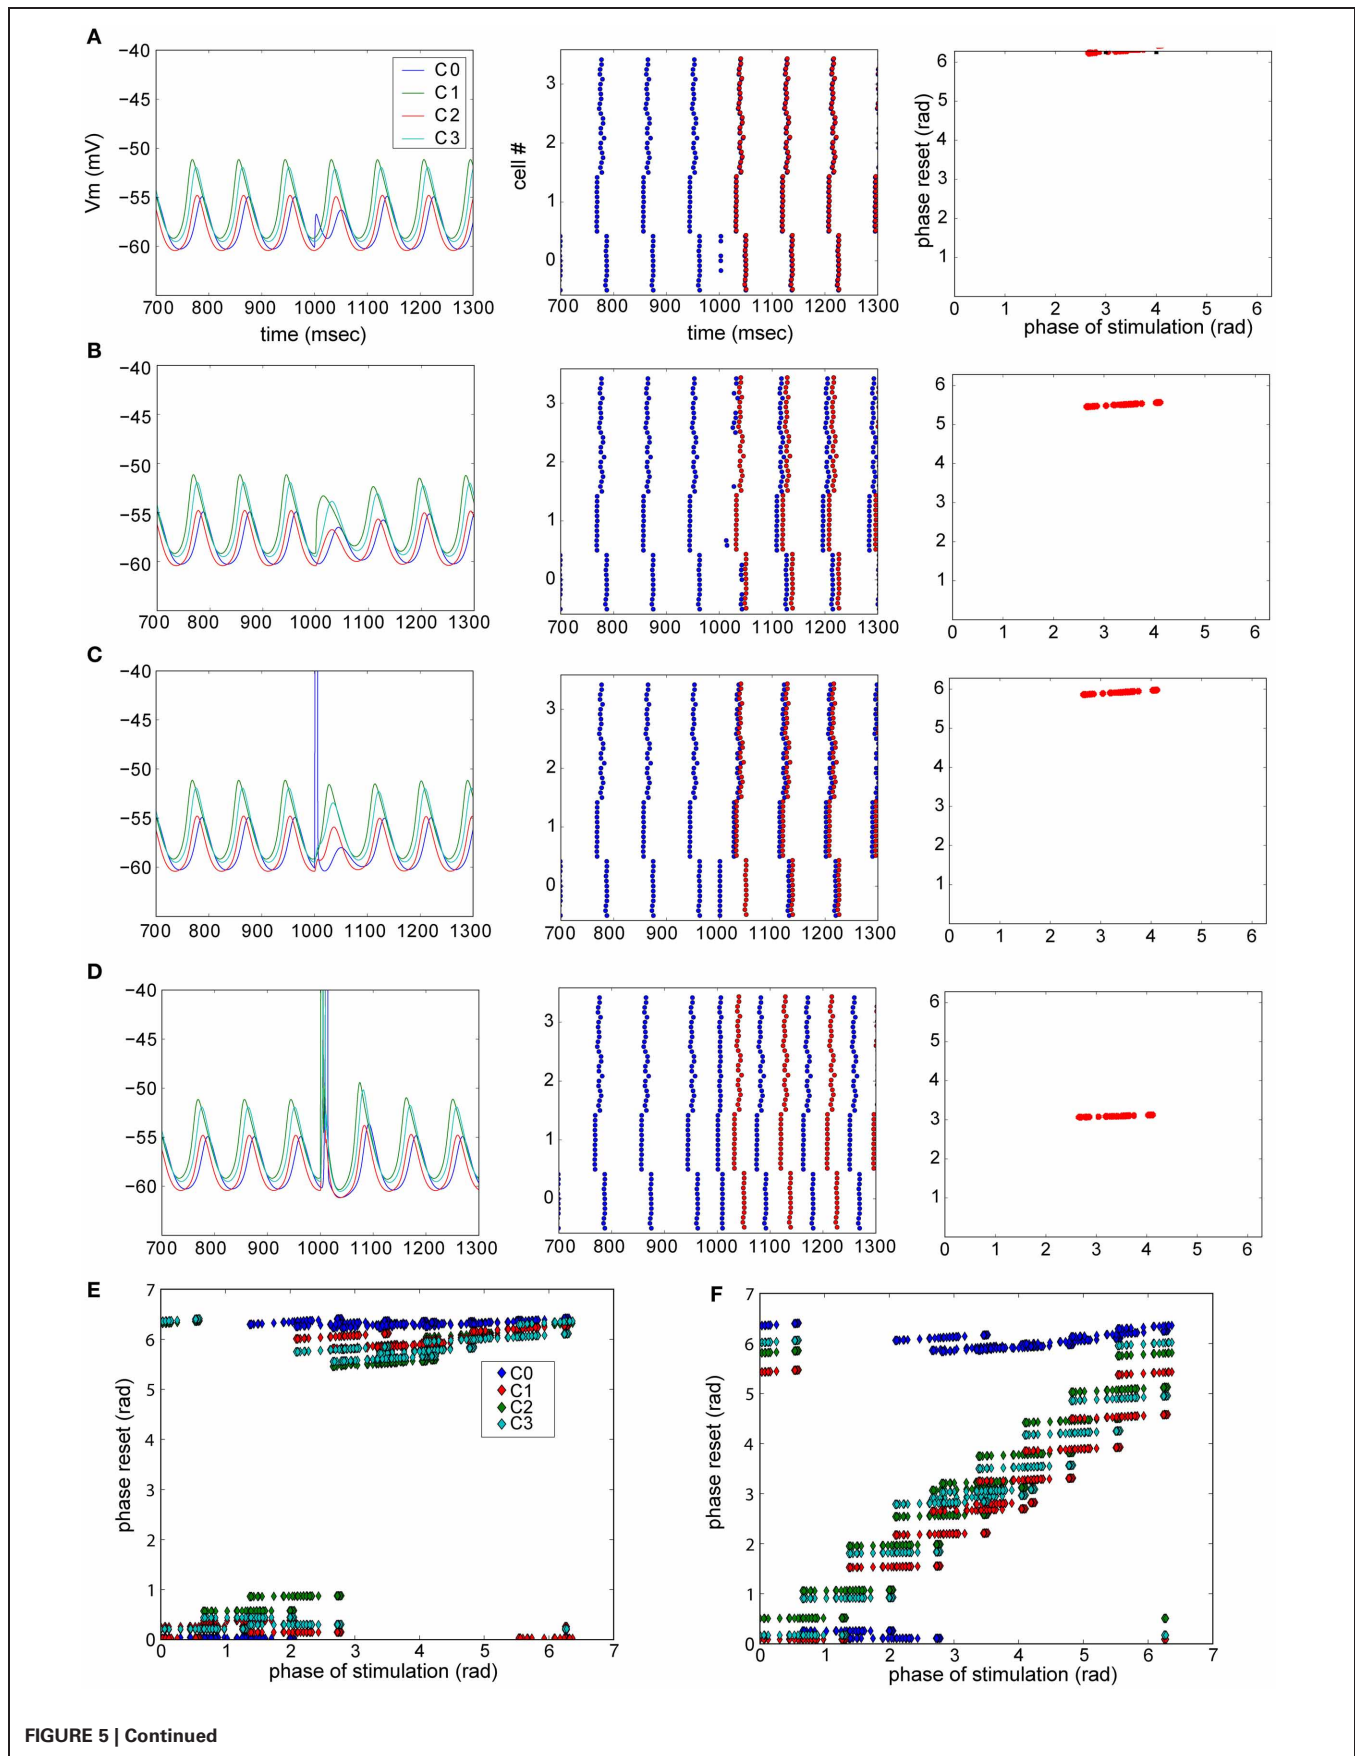 A
−40
−45
−50
−55
−60
Vm (mV)
C 0
C 1
C 2
C 3
700 800 900 1000 1100 1200 1300
time (msec)
3
2
1
0
cell #
700 800 900 1000 1100 1200 1300
time (msec)
6
5
4
3
2
1
phase reset (rad)
0 1 2 3 4 5 6
phase of stimulation (rad)
B
−40
−45
−50
−55
−60
700 800 900 1000 1100 1200 1300
3
2
1
0
700 800 900 1000 1100 1200 1300
6
5
4
3
2
1
0 1 2 3 4 5 6
C
−40
−45
−50
−55
−60
700 800 900 1000 1100 1200 1300
3
2
1
0
700 800 900 1000 1100 1200 1300
6
5
4
3
2
1
0 1 2 3 4 5 6
D
−40
−45
−50
−55
−60
700 800 900 1000 1100 1200 1300
3
2
1
0
700 800 900 1000 1100 1200 1300
6
5
4
3
2
1
0 1 2 3 4 5 6
E
7
6
5
4
3
2
1
0
phase reset (rad)
C0
C1
C2
C3
0 1 2 3 4 5 6 7
phase of stimulation (rad)
F
7
6
5
4
3
2
1
0
phase reset (rad)
0 1 2 3 4 5 6 7
phase of stimulation (rad)
FIGURE 5 | Continued